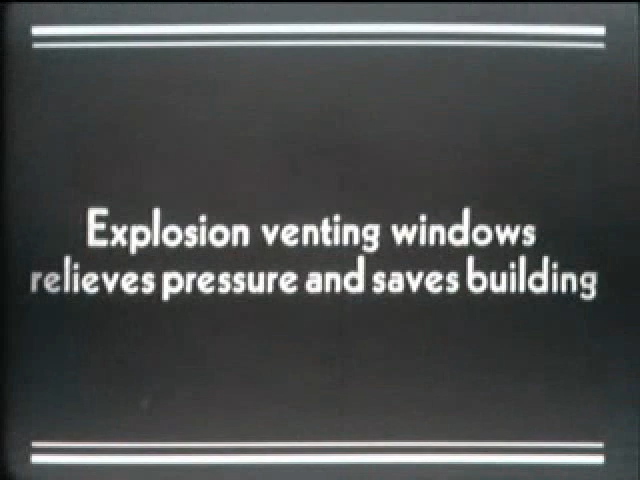 Explosion venting windows
relieves pressure and saves building